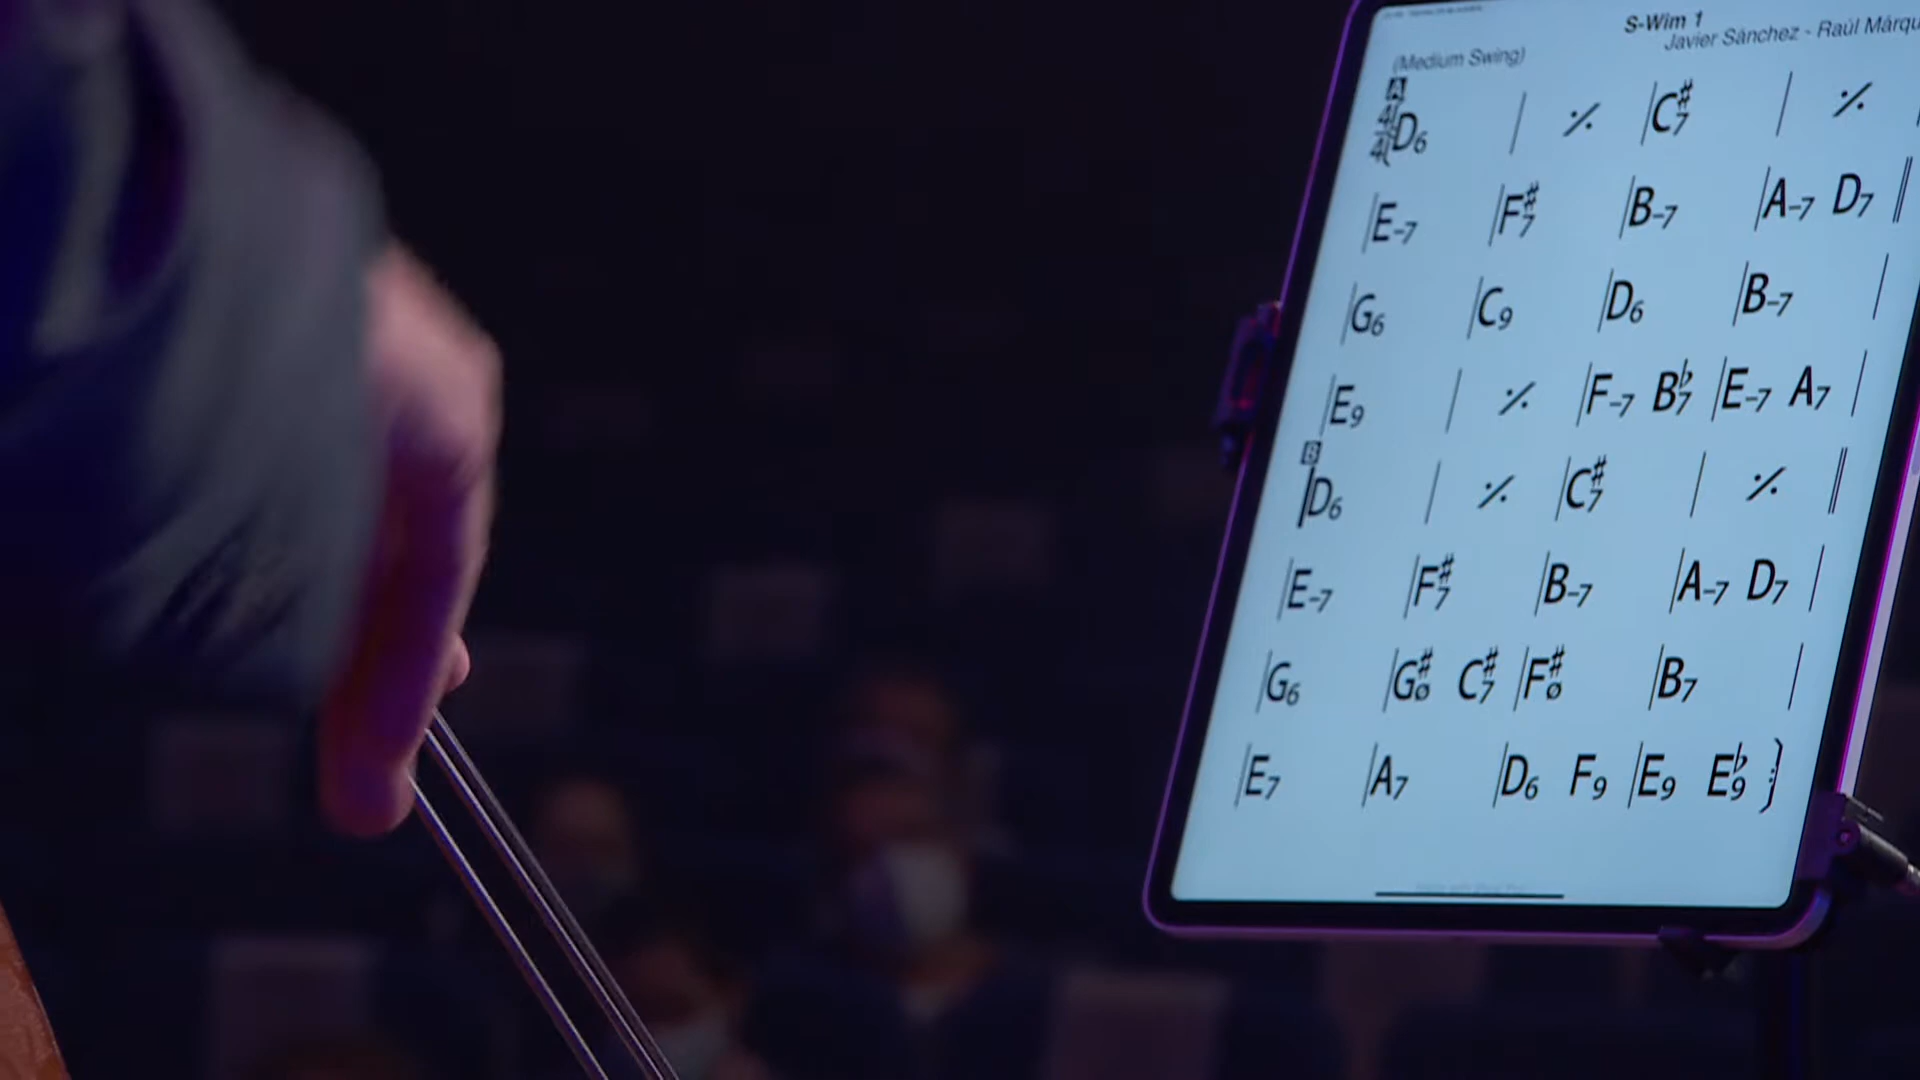 S-Wim 1
Javier Sánchez - Raúl Márqu
(Medium Swing)
A
4/4 D6 | ٪ | C#7 | ٪ |
| E-7 | F#7 | B-7 | A-7 D7 ||
| G6 | C9 | D6 | B-7 |
| E9 | ٪ | F-7 Bb7 | E-7 A7 |
B
| D6 | ٪ | C#7 | ٪ ||
| E-7 | F#7 | B-7 | A-7 D7 |
| G6 | G#ø C#7 | F#ø | B7 |
| E7 | A7 | D6 F9 | E9 Eb9 :}